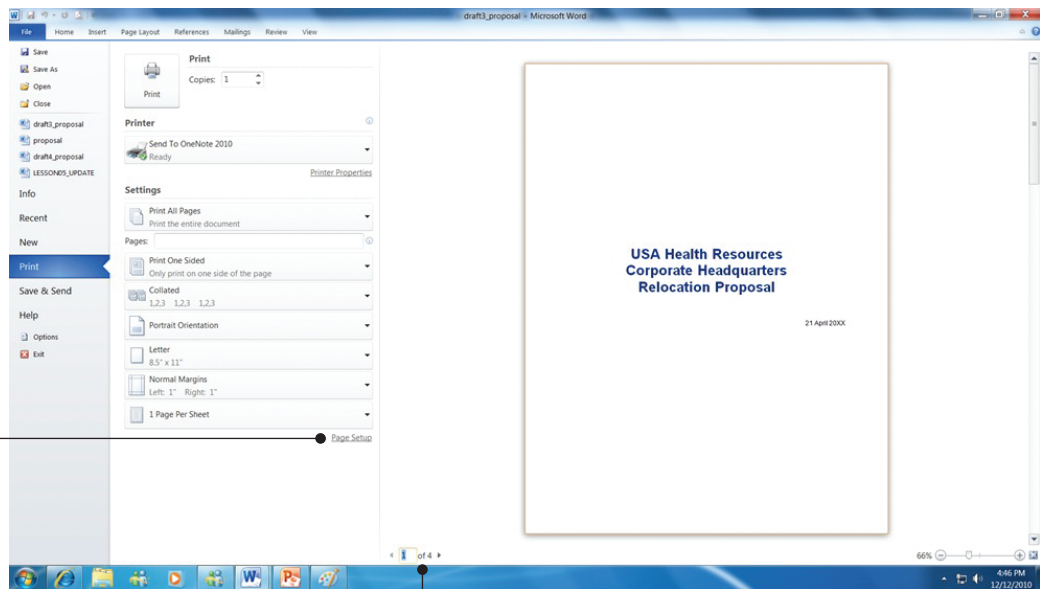 draft3_proposal - Microsoft Word
File Home Insert Page Layout References Mailings Review View
Save
Save As
Open
Close
draft3_proposal
proposal
draft4_proposal
LESSON05_UPDATE
Info
Recent
New
Print
Save & Send
Help
Options
Exit
Print
Print
Copies: 1
Printer
Send To OneNote 2010
Ready
Printer Properties
Settings
Print All Pages
Print the entire document
Pages:
Print One Sided
Only print on one side of the page
Collated
1,2,3 1,2,3 1,2,3
Portrait Orientation
Letter
8.5" x 11"
Normal Margins
Left: 1" Right: 1"
1 Page Per Sheet
Page Setup
USA Health Resources
Corporate Headquarters
Relocation Proposal
21 April 20XX
1 of 4
66%
4:46 PM
12/12/2010